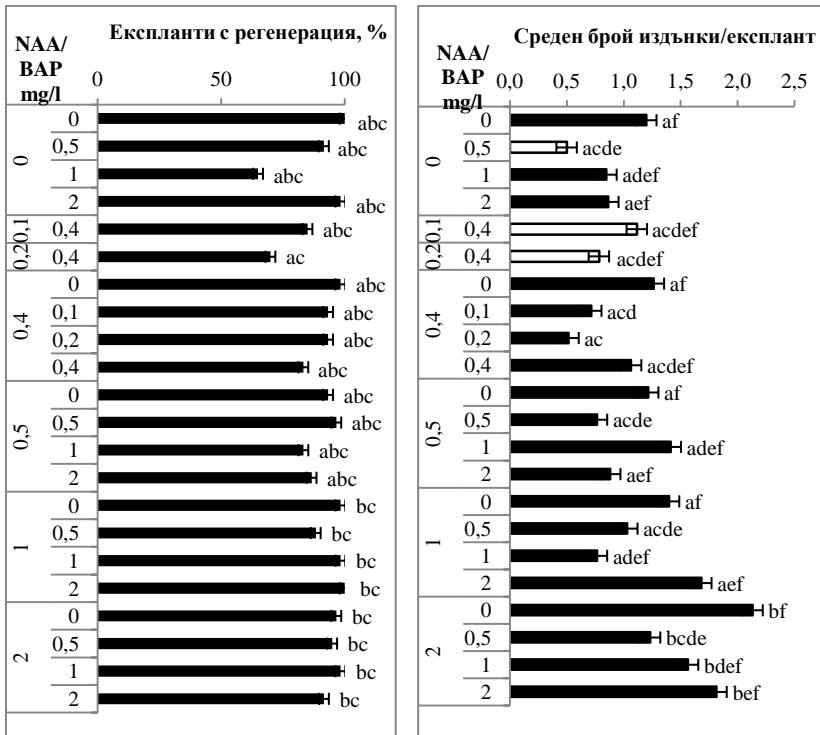 Експланти с регенерация, %
NAA/
BAP
mg/l
0 50 100
0
0 abc
0,5 abc
1 abc
2 abc
0,1
0,4 abc
0,2
0,4 ac
0,4
0 abc
0,1 abc
0,2 abc
0,4 abc
0,5
0 abc
0,5 abc
1 abc
2 abc
1
0 bc
0,5 bc
1 bc
2 bc
2
0 bc
0,5 bc
1 bc
2 bc
Среден брой издънки/експлант
NAA/
BAP
mg/l
0,0 0,5 1,0 1,5 2,0 2,5
0
0 af
0,5 acde
1 adef
2 aef
0,1
0,4 acdef
0,2
0,4 acdef
0,4
0 af
0,1 acd
0,2 ac
0,4 acdef
0,5
0 af
0,5 acde
1 adef
2 aef
1
0 af
0,5 acde
1 adef
2 aef
2
0 bf
0,5 bcde
1 bdef
2 bef